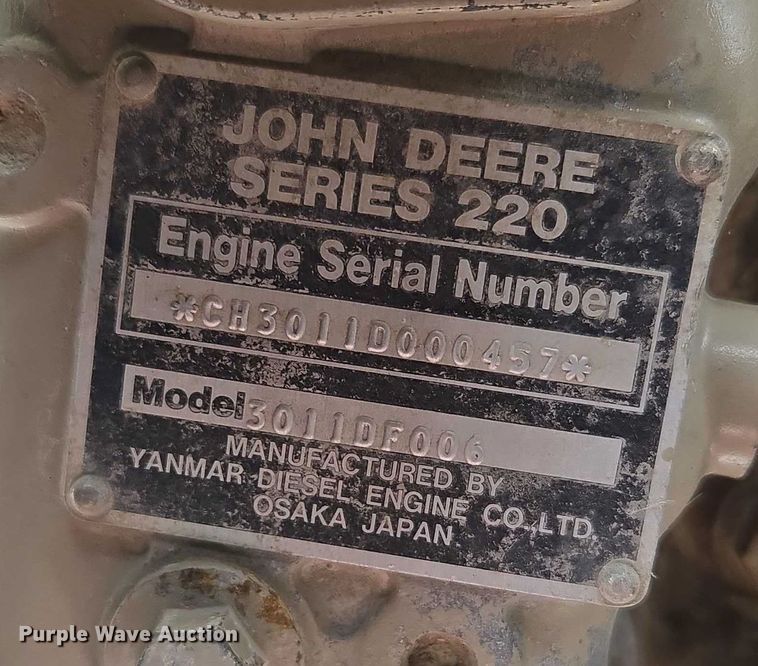 JOHN DEERE
SERIES 220
Engine Serial Number
*CH3011D000457*
Model 3011DF006
MANUFACTURED BY
YANMAR DIESEL ENGINE CO.,LTD.
OSAKA JAPAN
Purple Wave Auction